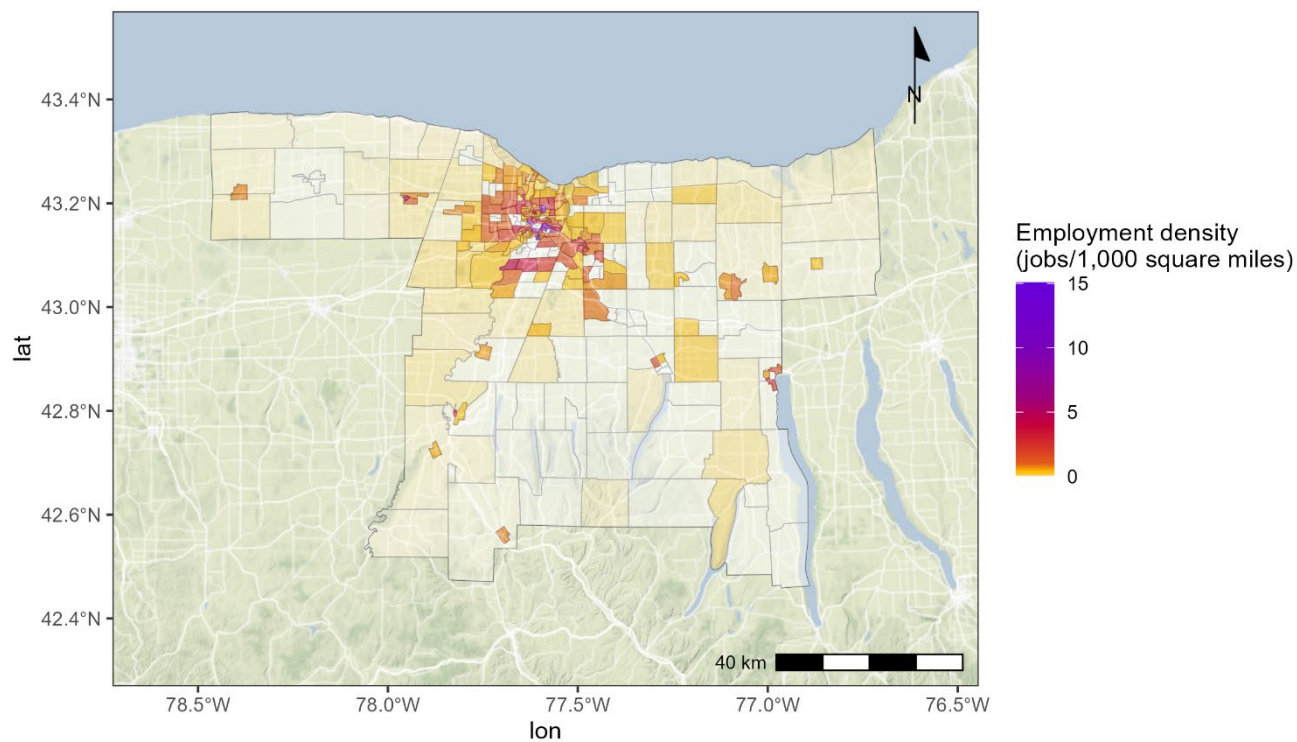 43.4°N
43.2°N
43.0°N
42.8°N
42.6°N
42.4°N
lat
N
40 km
78.5°W 78.0°W 77.5°W 77.0°W 76.5°W
lon
Employment density
(jobs/1,000 square miles)
15
10
5
0